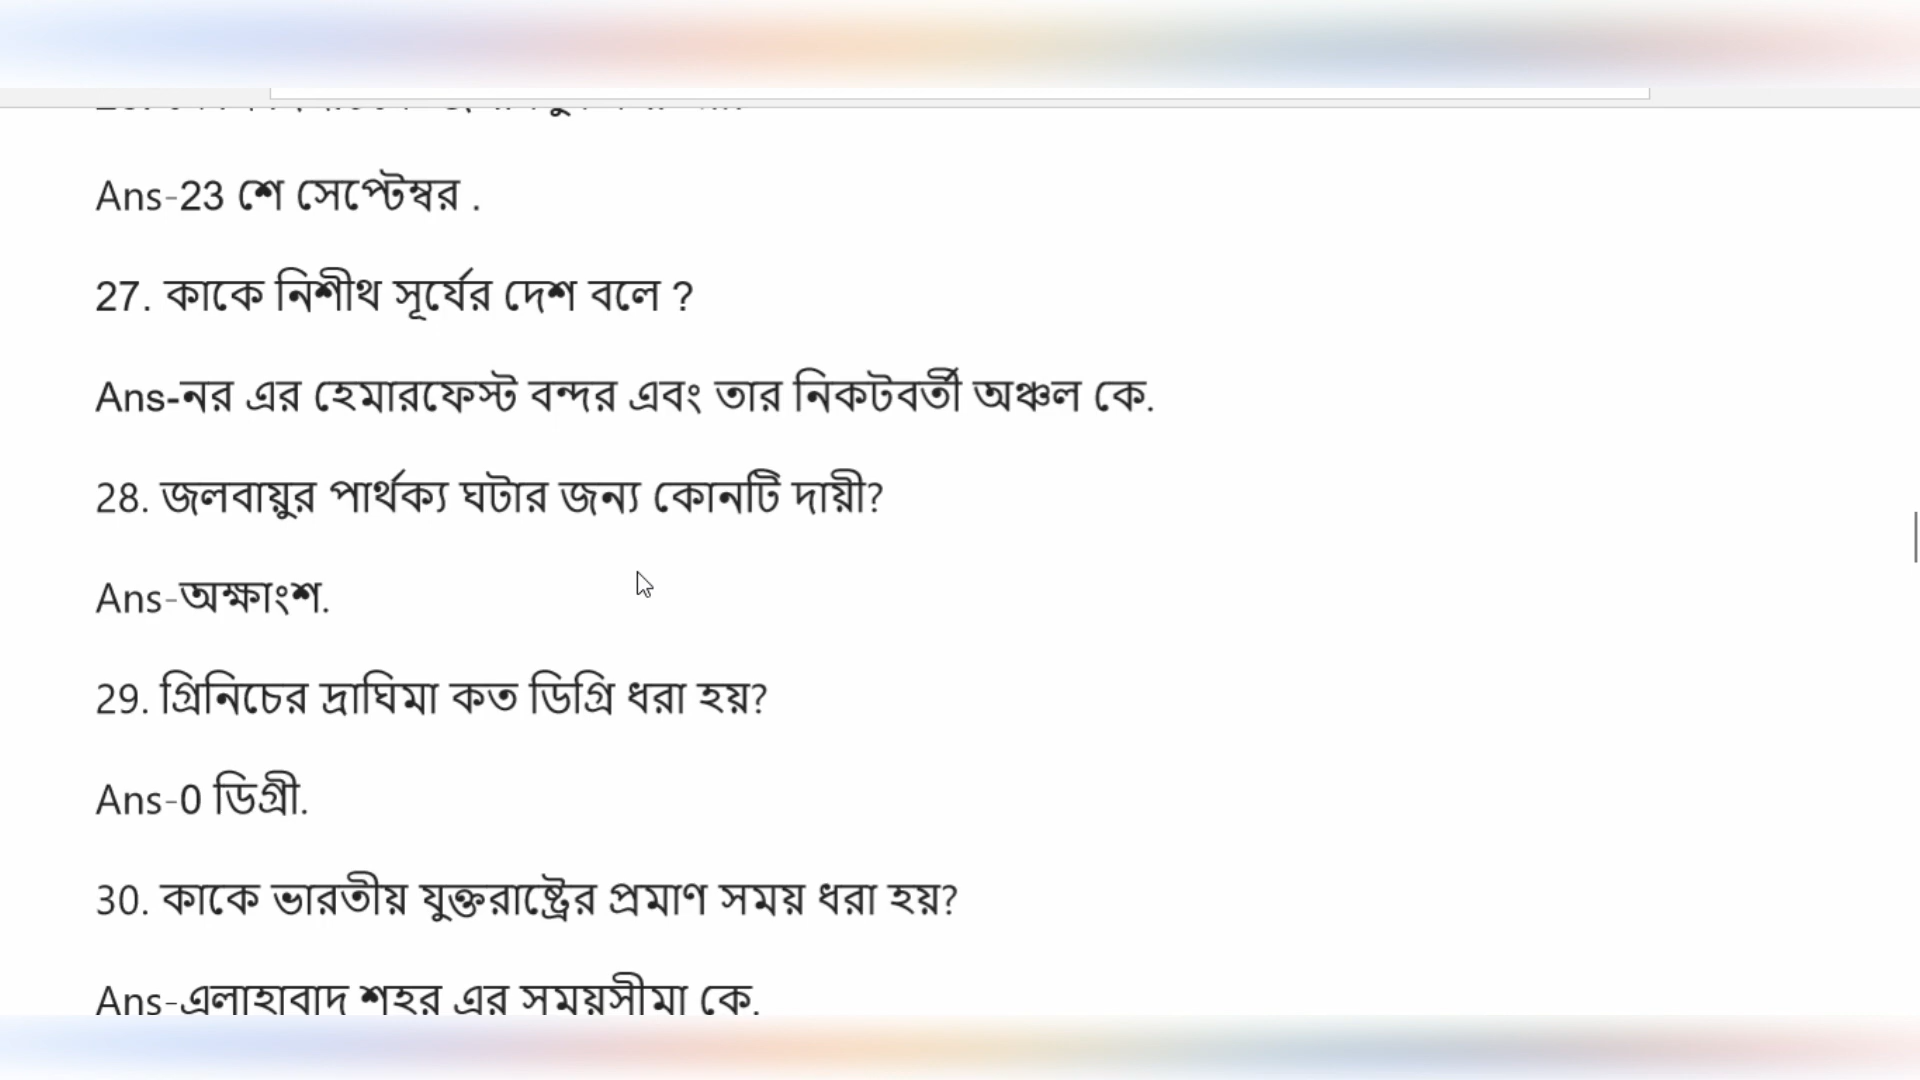 Ans-23 শে সেপ্টেম্বর .
27. কাকে নিশীথ সূর্যের দেশ বলে ?
Ans-নর এর হেমারফেস্ট বন্দর এবং তার নিকটবর্তী অঞ্চল কে.
28. জলবায়ুর পার্থক্য ঘটার জন্য কোনটি দায়ী?
Ans-অক্ষাংশ.
29. গ্রিনিচের দ্রাঘিমা কত ডিগ্রি ধরা হয়?
Ans-0 ডিগ্রী.
30. কাকে ভারতীয় যুক্তরাষ্ট্রের প্রমাণ সময় ধরা হয়?
Ans-এলাহাবাদ শহর এর সময়সীমা কে.